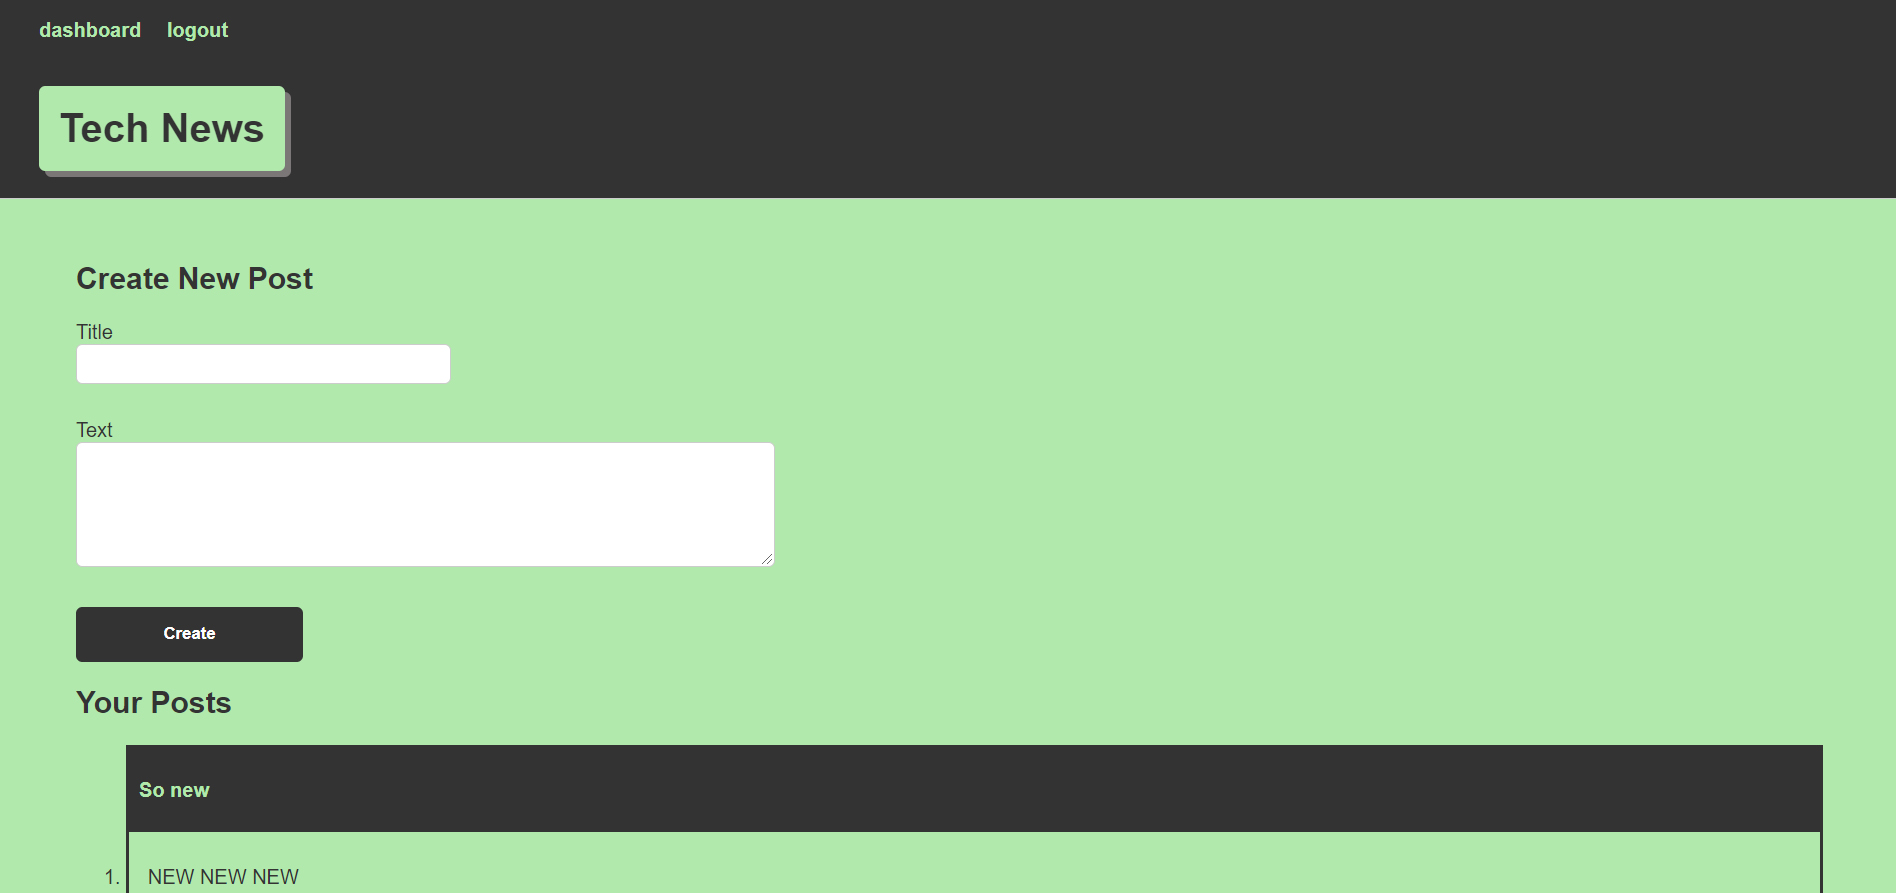 dashboard logout
Tech News
Create New Post
Title
Text
Create
Your Posts
So new
1. NEW NEW NEW